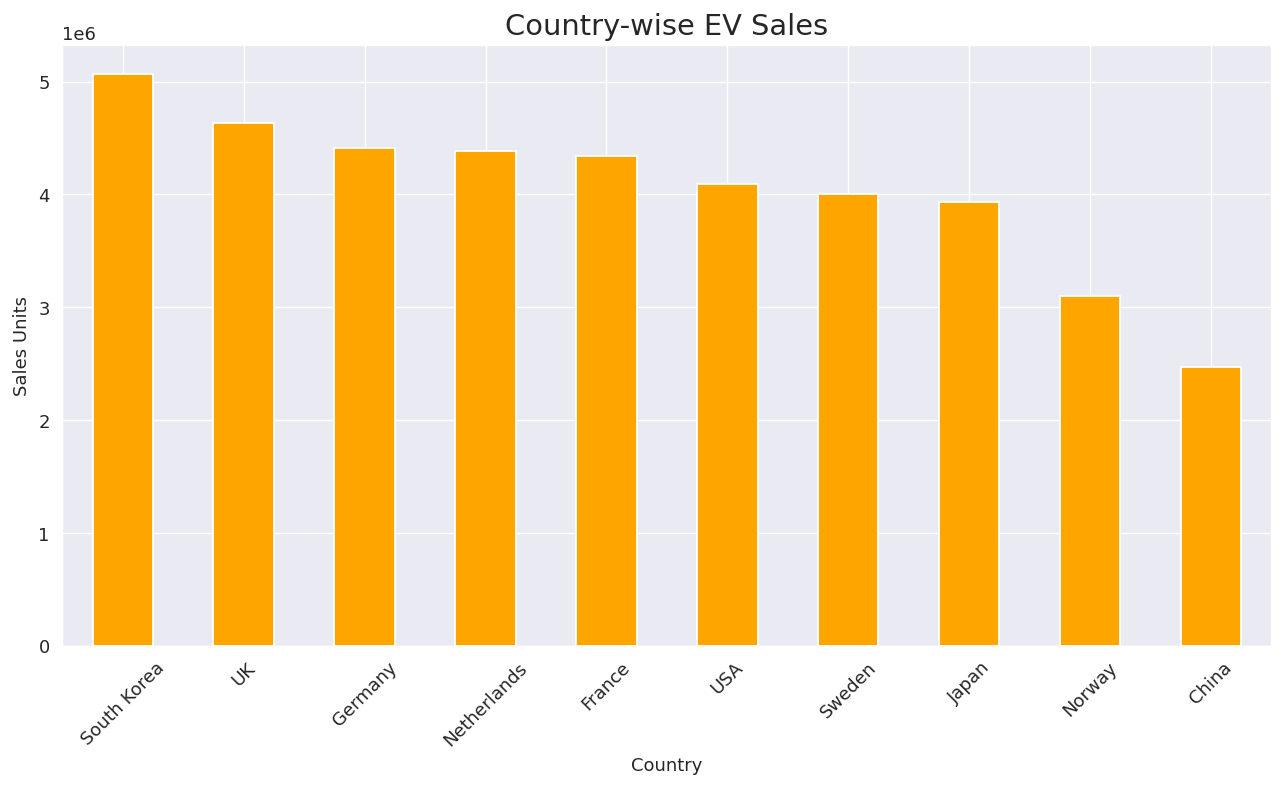 Country-wise EV Sales
1e6
5
4
3
2
1
0
Sales Units
South Korea
UK
Germany
Netherlands
France
USA
Sweden
Japan
Norway
China
Country